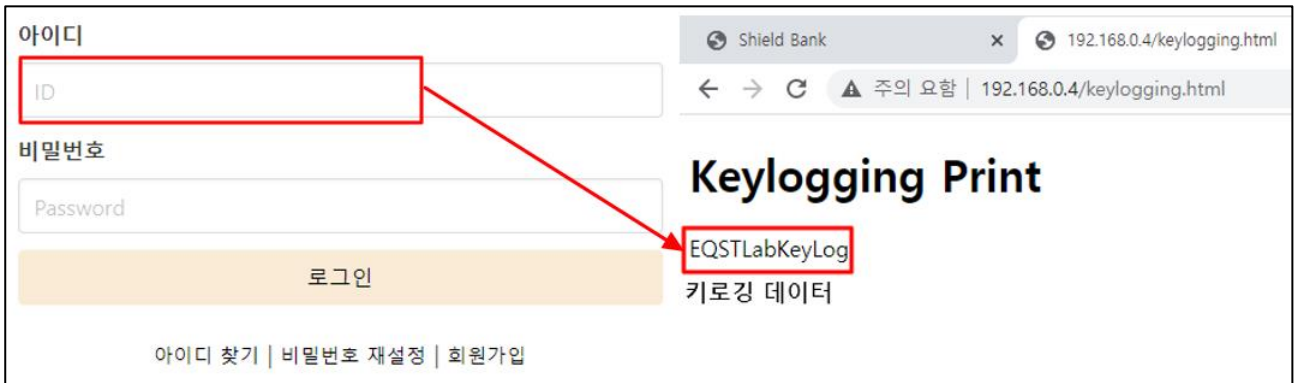 아이디
ID
비밀번호
Password
로그인
아이디 찾기 | 비밀번호 재설정 | 회원가입
Shield Bank × 192.168.0.4/keylogging.html
주의 요함 | 192.168.0.4/keylogging.html
Keylogging Print
EQSTLabKeyLog
키로깅 데이터